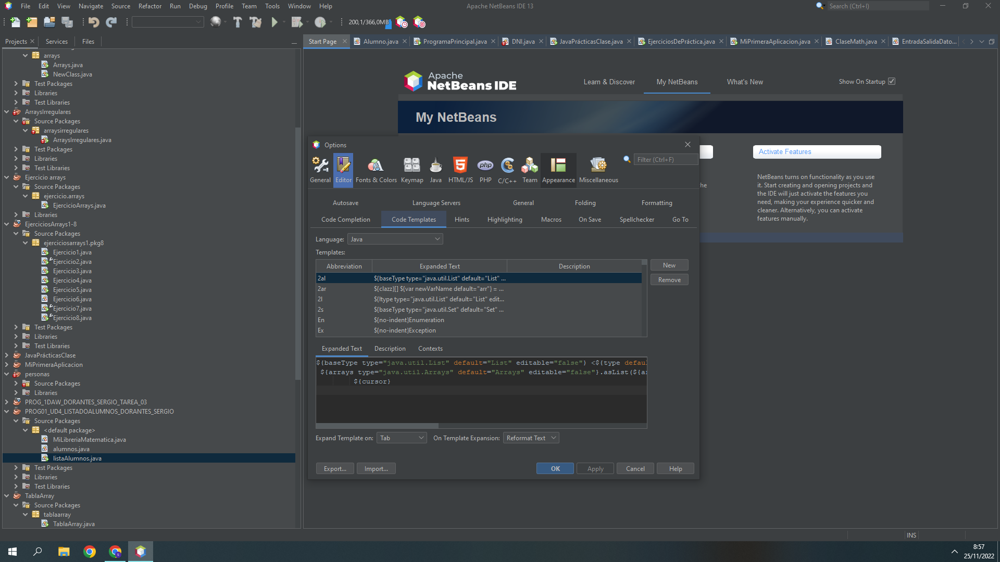 File Edit View Navigate Source Refactor Run Debug Profile Team Tools Window Help
Apache NetBeans IDE 13
Search (Ctrl+I)
200,1/366,0MB
Projects Services Files
Start Page Alumno.java ProgramaPrincipal.java DNI.java JavaPrácticasClase.java EjerciciosDePráctica.java MiPrimeraAplicacion.java ClaseMath.java EntradaSalidaDato...
arrays
Arrays.java
NewClass.java
Test Packages
Libraries
Test Libraries
ArraysIrregulares
Source Packages
arraysirregulares
ArraysIrregulares.java
Test Packages
Libraries
Test Libraries
Ejercicio arrays
Source Packages
ejercicio.arrays
EjercicioArrays.java
Libraries
EjerciciosArrays1-8
Source Packages
ejerciciosarrays1.pkg8
Ejercicio1.java
Ejercicio2.java
Ejercicio3.java
Ejercicio4.java
Ejercicio5.java
Ejercicio6.java
Ejercicio7.java
Ejercicio8.java
Test Packages
Libraries
Test Libraries
JavaPrácticasClase
MiPrimeraAplicacion
personas
Source Packages
Libraries
PROG_1DAW_DORANTES_SERGIO_TAREA_03
PROG01_UD4_LISTADOALUMNOS_DORANTES_SERGIO
Source Packages
<default package>
MiLibreriaMatematica.java
alumnos.java
listaAlumnos.java
Test Packages
Libraries
Test Libraries
TablaArray
Source Packages
tablaarray
TablaArray.java
Apache
NetBeans IDE
Learn & Discover My NetBeans What's New Show On Startup
My NetBeans
Activate Features
he
NetBeans turns on functionality as you use
it. Start creating and opening projects and
the IDE will just activate the features you
need, making your experience quicker and
cleaner. Alternatively, you can activate
features manually.
Options
General Editor Fonts & Colors Keymap Java HTML/JS PHP C/C++ Team Appearance Miscellaneous
Filter (Ctrl+F)
Autosave Language Servers General Folding Formatting
Code Completion Code Templates Hints Highlighting Macros On Save Spellchecker Go To
Language: Java
Templates:
Abbreviation Expanded Text Description
2al ${baseType type="java.util.List" default="List" ...
2ar ${clazz}[] ${var newVarName default="arr"} = ...
2l ${ltype type="java.util.List" default="List" edit...
2s ${baseType type="java.util.Set" default="Set" ...
En ${no-indent}Enumeration
Ex ${no-indent}Exception
New
Remove
Expanded Text Description Contexts
${baseType type="java.util.List" default="List" editable="false"} <${type defaul
${arrays type="java.util.Arrays" default="Arrays" editable="false"}.asList(${a
${cursor}
Expand Template on: Tab On Template Expansion: Reformat Text
Export... Import... OK Apply Cancel Help
INS
8:57
25/11/2022